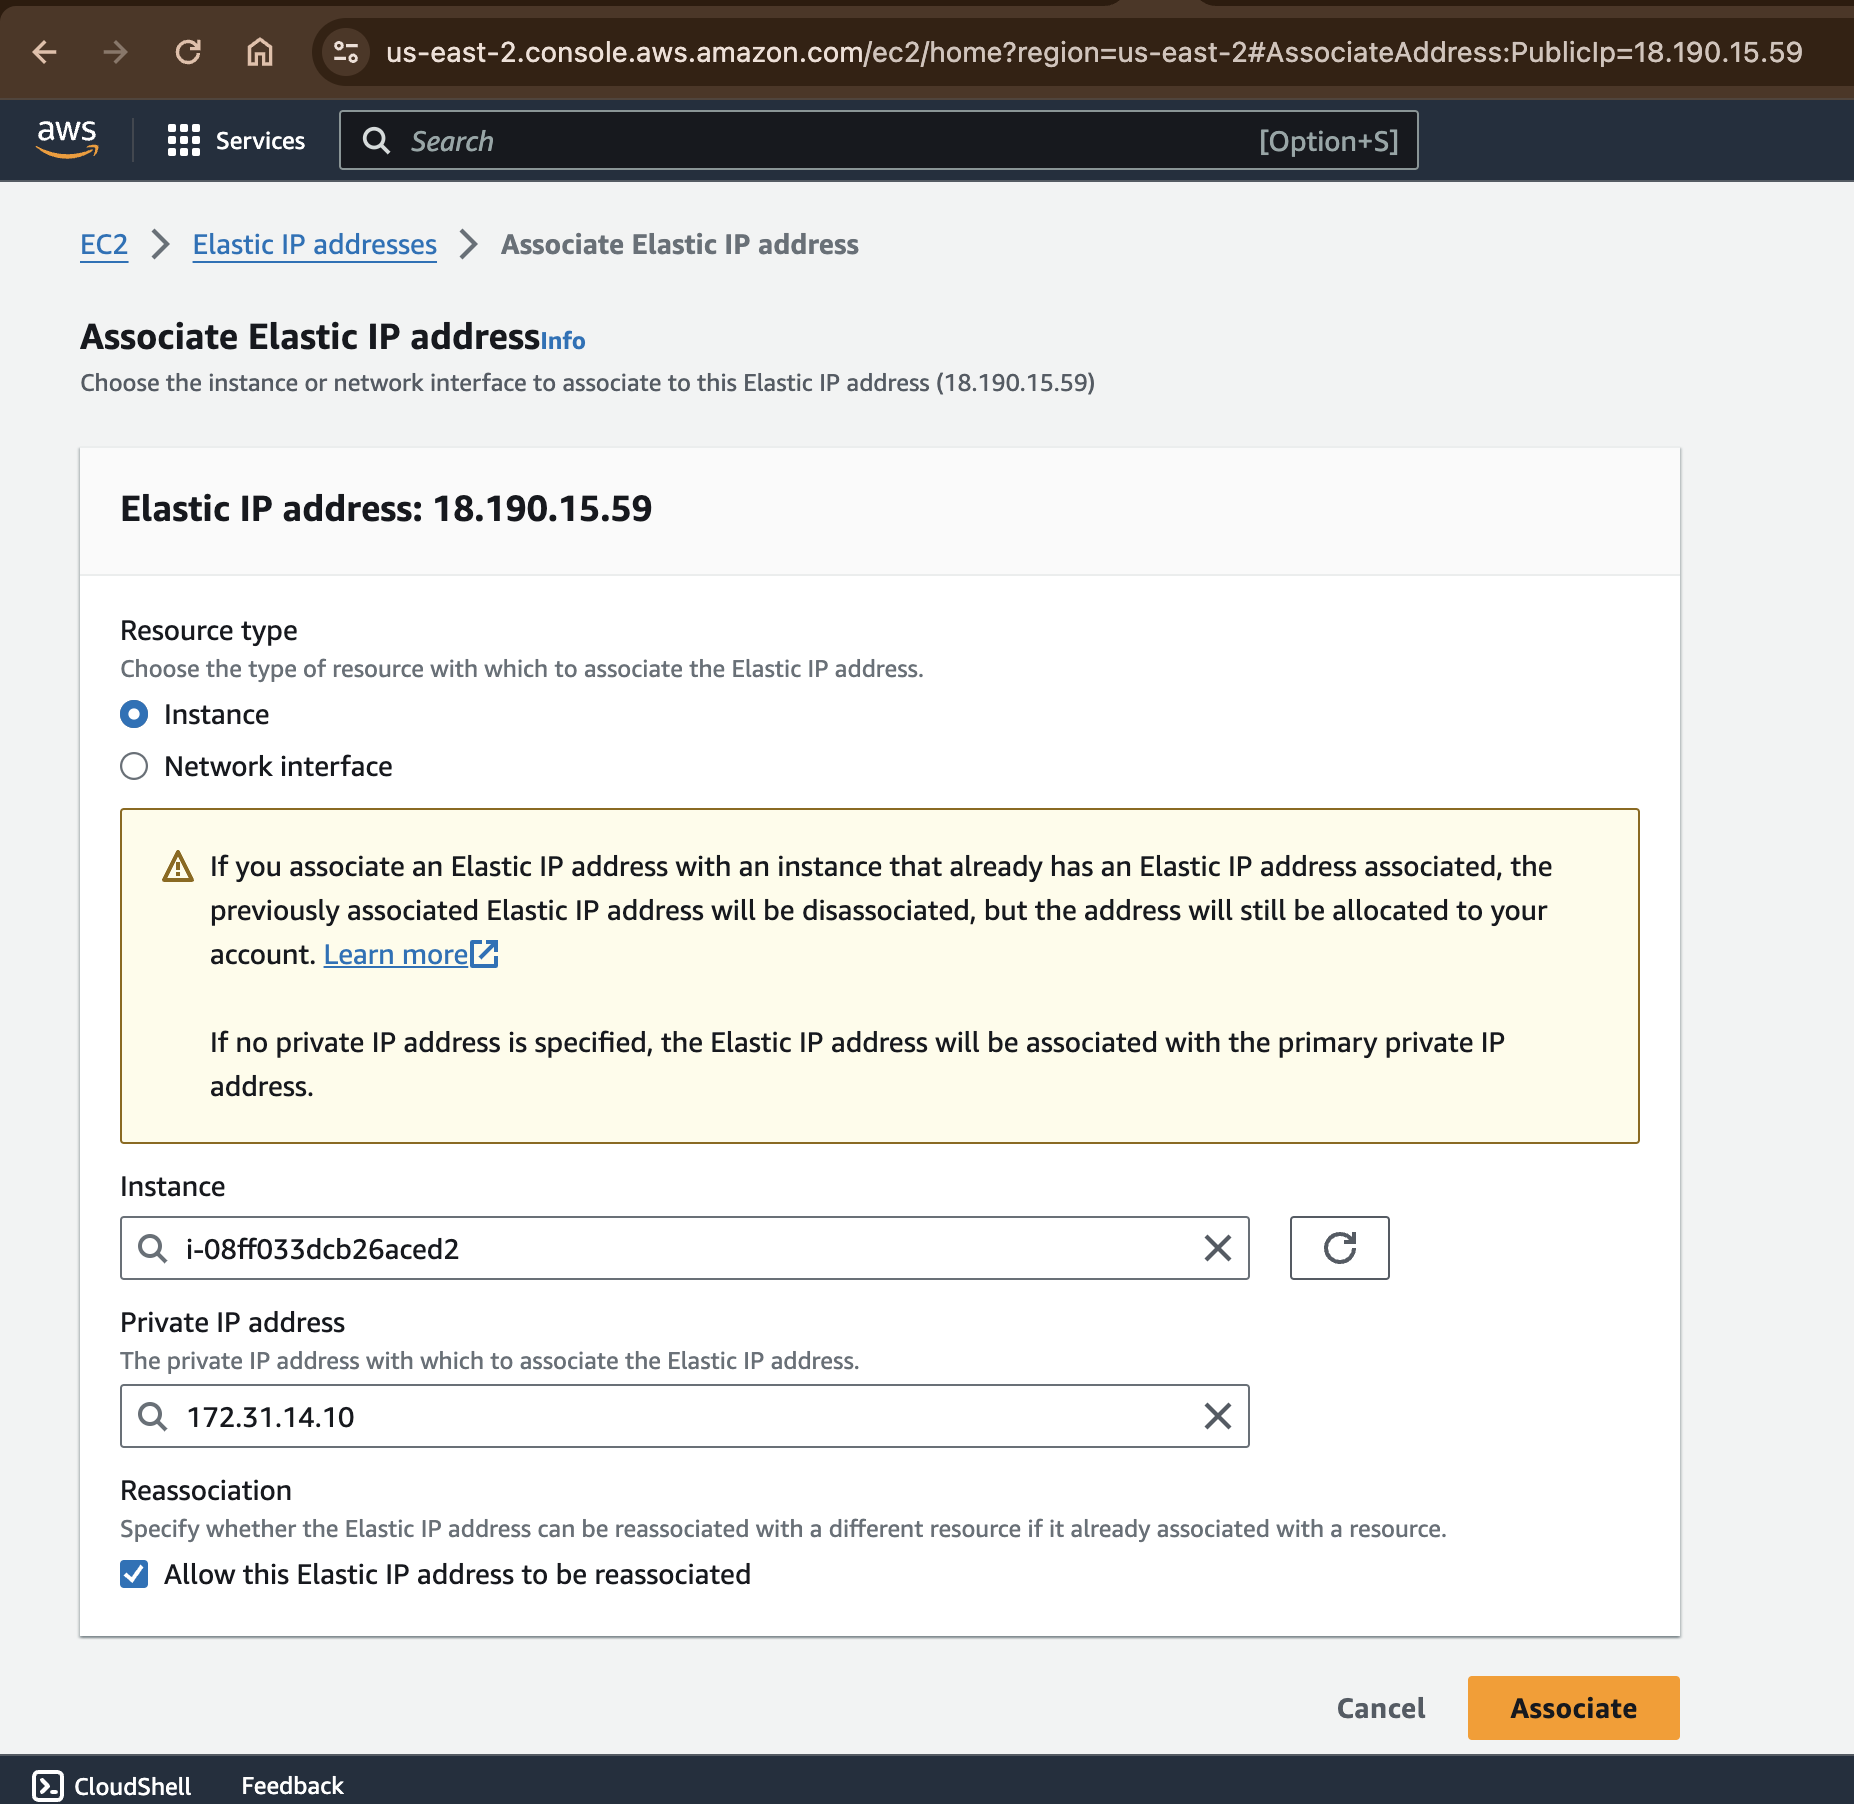 us-east-2.console.aws.amazon.com/ec2/home?region=us-east-2#AssociateAddress:PublicIp=18.190.15.59
aws
Services
Search
[Option+S]
EC2
Elastic IP addresses
Associate Elastic IP address
Associate Elastic IP address Info
Choose the instance or network interface to associate to this Elastic IP address (18.190.15.59)
Elastic IP address: 18.190.15.59
Resource type
Choose the type of resource with which to associate the Elastic IP address.
Instance
Network interface
If you associate an Elastic IP address with an instance that already has an Elastic IP address associated, the
previously associated Elastic IP address will be disassociated, but the address will still be allocated to your
account. Learn more
If no private IP address is specified, the Elastic IP address will be associated with the primary private IP
address.
Instance
i-08ff033dcb26aced2
Private IP address
The private IP address with which to associate the Elastic IP address.
172.31.14.10
Reassociation
Specify whether the Elastic IP address can be reassociated with a different resource if it already associated with a resource.
Allow this Elastic IP address to be reassociated
Cancel
Associate
CloudShell
Feedback